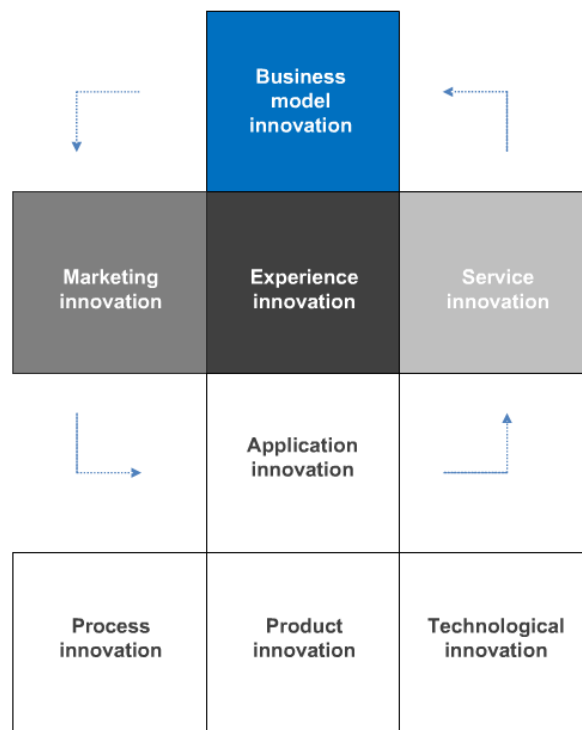 Business
model
innovation
Marketing
innovation
Experience
innovation
Service
innovation
Application
innovation
Process
innovation
Product
innovation
Technological
innovation